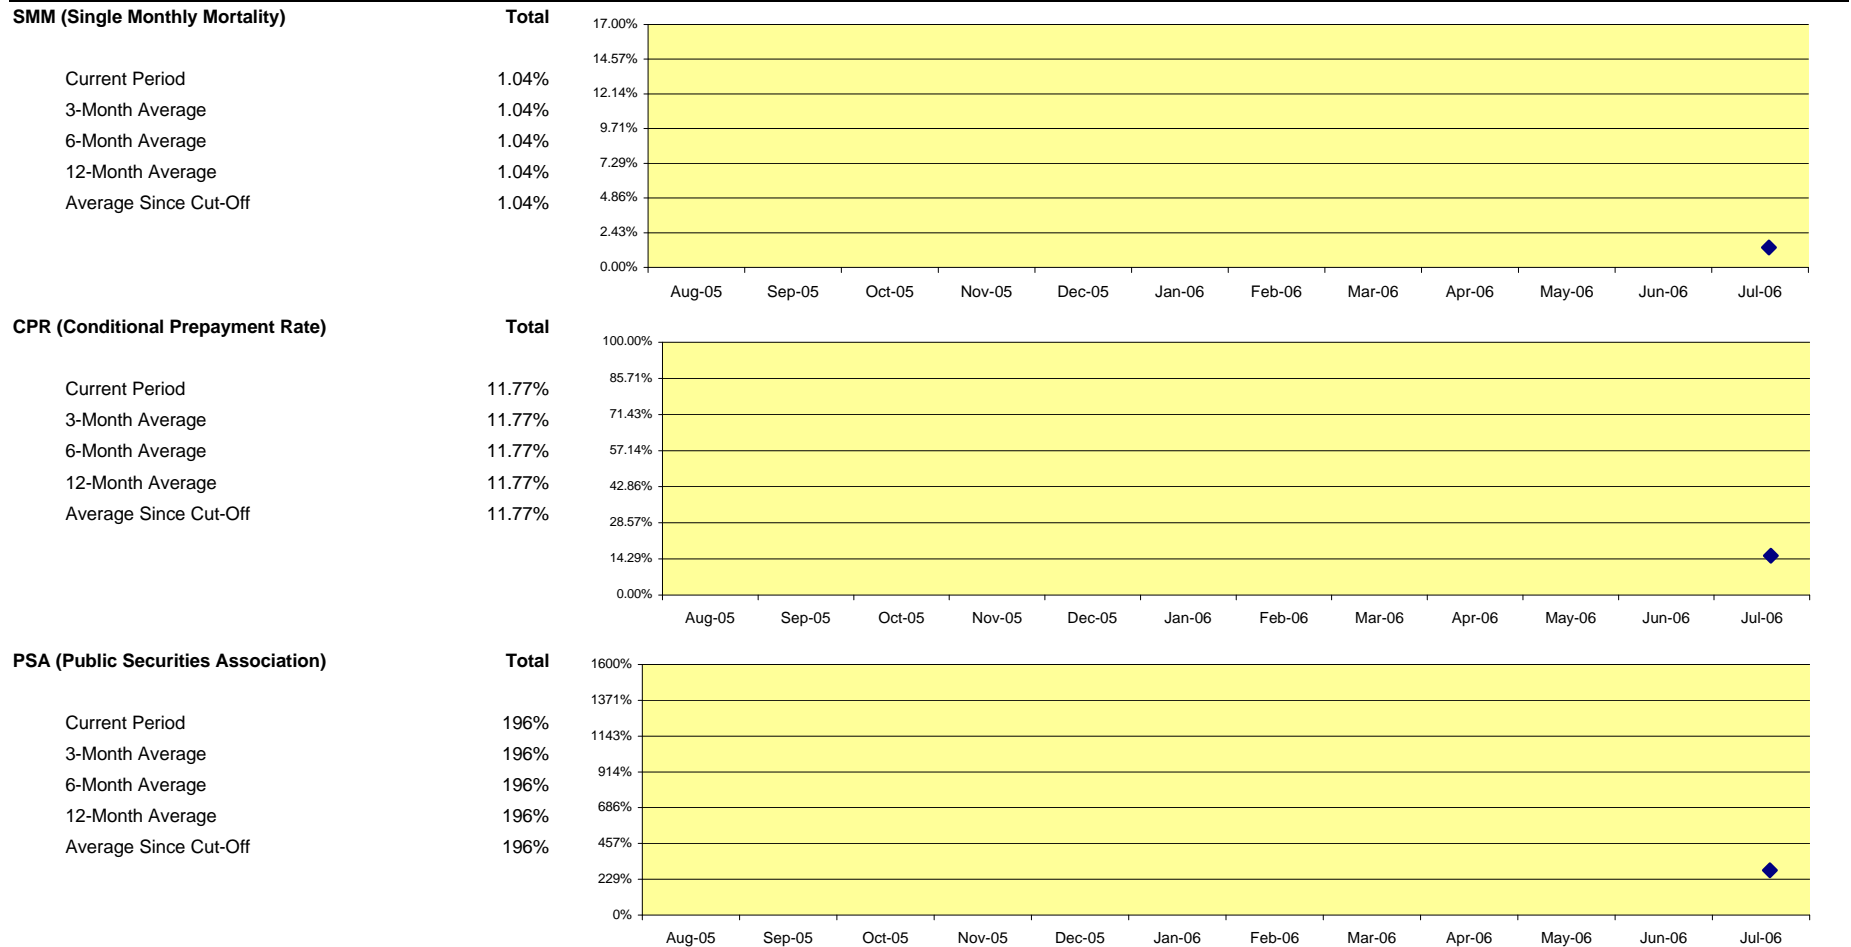 SMM (Single Monthly Mortality) Total
Current Period 1.04%
3-Month Average 1.04%
6-Month Average 1.04%
12-Month Average 1.04%
Average Since Cut-Off 1.04%
17.00%
14.57%
12.14%
9.71%
7.29%
4.86%
2.43%
0.00%
Aug-05 Sep-05 Oct-05 Nov-05 Dec-05 Jan-06 Feb-06 Mar-06 Apr-06 May-06 Jun-06 Jul-06
CPR (Conditional Prepayment Rate) Total
Current Period 11.77%
3-Month Average 11.77%
6-Month Average 11.77%
12-Month Average 11.77%
Average Since Cut-Off 11.77%
100.00%
85.71%
71.43%
57.14%
42.86%
28.57%
14.29%
0.00%
Aug-05 Sep-05 Oct-05 Nov-05 Dec-05 Jan-06 Feb-06 Mar-06 Apr-06 May-06 Jun-06 Jul-06
PSA (Public Securities Association) Total
Current Period 196%
3-Month Average 196%
6-Month Average 196%
12-Month Average 196%
Average Since Cut-Off 196%
1600%
1371%
1143%
914%
686%
457%
229%
0%
Aug-05 Sep-05 Oct-05 Nov-05 Dec-05 Jan-06 Feb-06 Mar-06 Apr-06 May-06 Jun-06 Jul-06